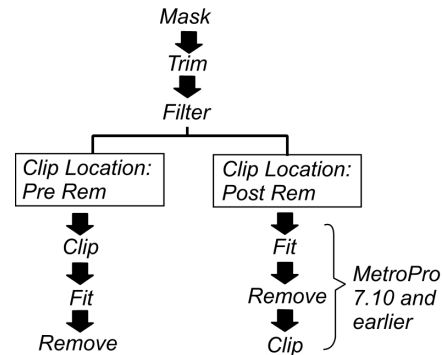 Mask
Trim
Filter
Clip Location:
Pre Rem
Clip
Fit
Remove
Clip Location:
Post Rem
Fit
Remove
Clip
MetroPro
7.10 and
earlier